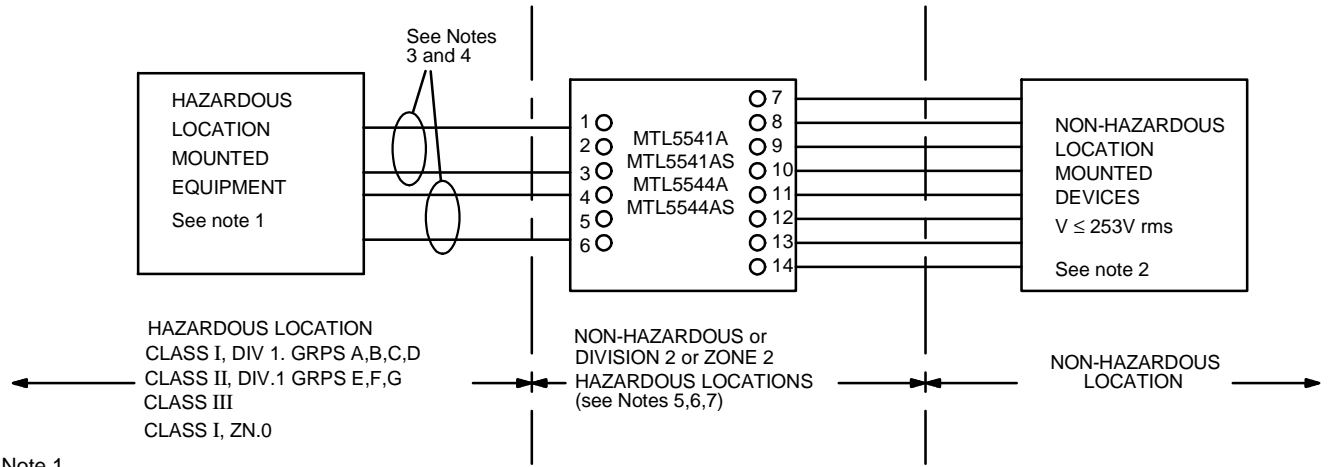 See Notes
3 and 4
HAZARDOUS
LOCATION
MOUNTED
EQUIPMENT
See note 1
1
2
3
4
5
6
MTL5541A
MTL5541AS
MTL5544A
MTL5544AS
7
8
9
10
11
12
13
14
NON-HAZARDOUS
LOCATION
MOUNTED
DEVICES
V ≤ 253V rms
See note 2
HAZARDOUS LOCATION
CLASS I, DIV 1. GRPS A,B,C,D
CLASS II, DIV.1 GRPS E,F,G
CLASS III
CLASS I, ZN.0
NON-HAZARDOUS or
DIVISION 2 or ZONE 2
HAZARDOUS LOCATIONS
(see Notes 5,6,7)
NON-HAZARDOUS
LOCATION
Note 1